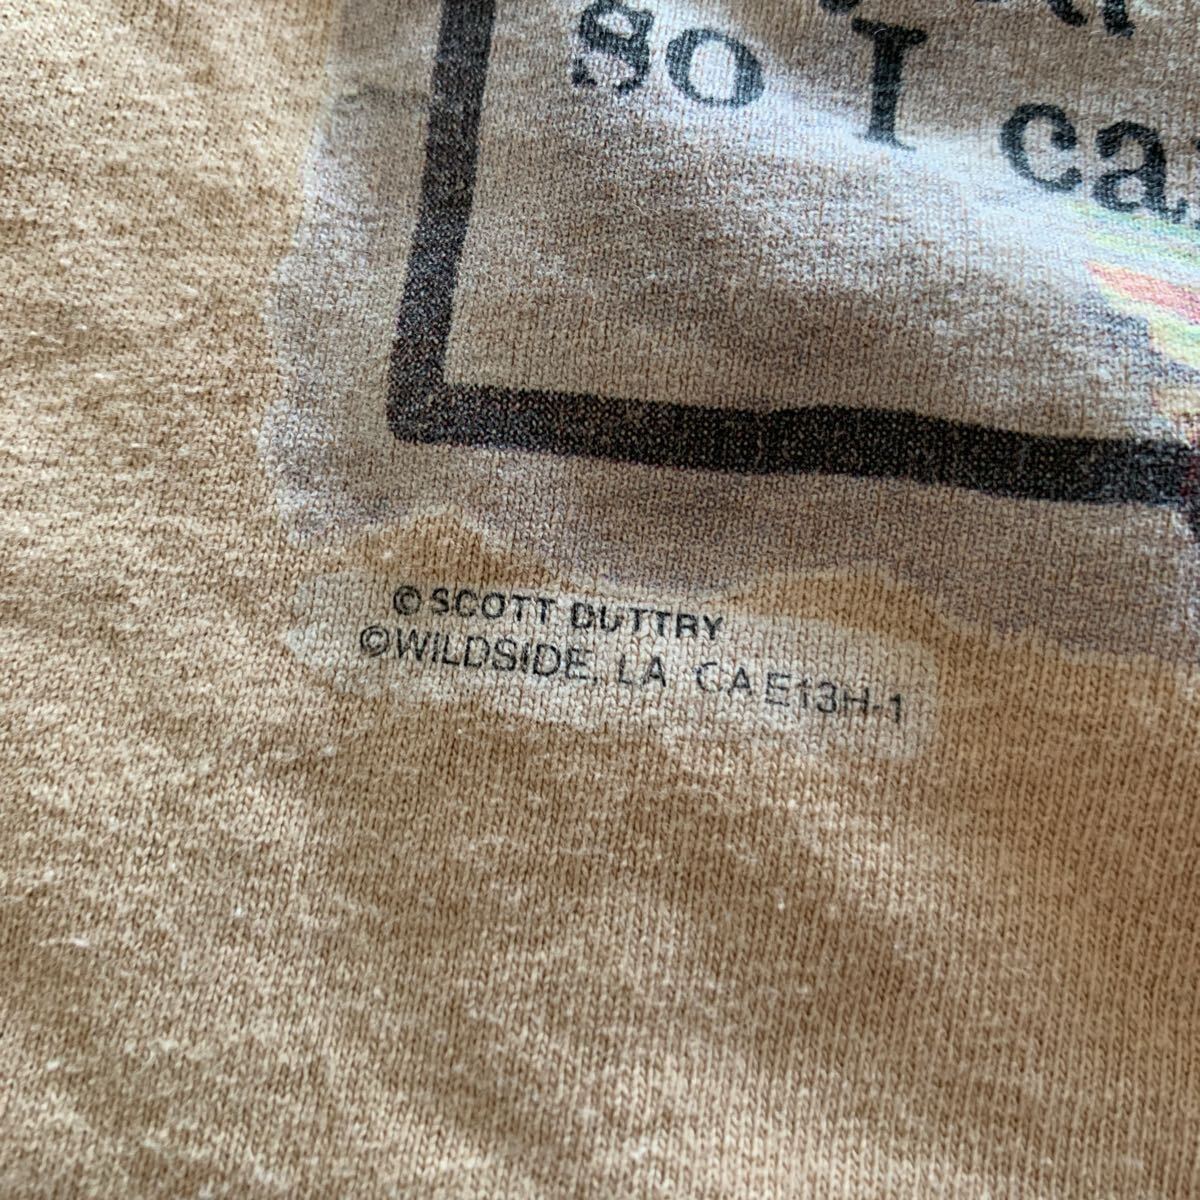 so I ca
© SCOTT DUTTRY
©WILDSIDE, LA CA E13H-1